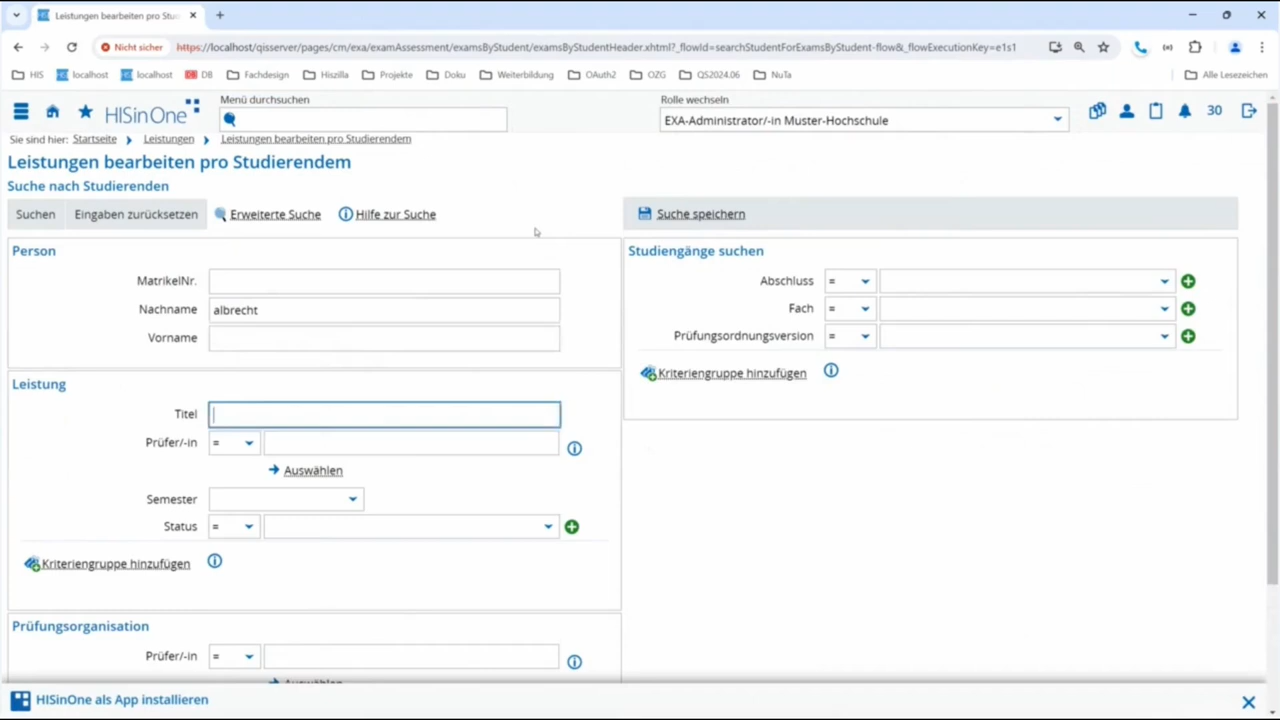 Leistungen bearbeiten pro Stu
Nicht sicher https://localhost/qisserver/pages/cm/exa/examAssessment/examsByStudent/examsByStudentHeader.xhtml?_flowId=searchStudentForExamsByStudent-flow&_flowExecutionKey=e1s1
HIS localhost localhost DB Fachdesign Hiszilla Projekte Doku Weiterbildung OAuth2 OZG QS2024.06 NuTa Alle Lesezeichen
Menü durchsuchen Rolle wechseln
HISinOne EXA-Administrator/-in Muster-Hochschule 30
Sie sind hier: Startseite Leistungen Leistungen bearbeiten pro Studierendem
Leistungen bearbeiten pro Studierendem
Suche nach Studierenden
Suchen Eingaben zurücksetzen Erweiterte Suche Hilfe zur Suche Suche speichern
Person Studiengänge suchen
MatrikelNr. Abschluss =
Nachname albrecht Fach =
Vorname Prüfungsordnungsversion =
Kriteriengruppe hinzufügen
Leistung
Titel
Prüfer/-in =
Auswählen
Semester
Status =
Kriteriengruppe hinzufügen
Prüfungsorganisation
Prüfer/-in =
HISinOne als App installieren